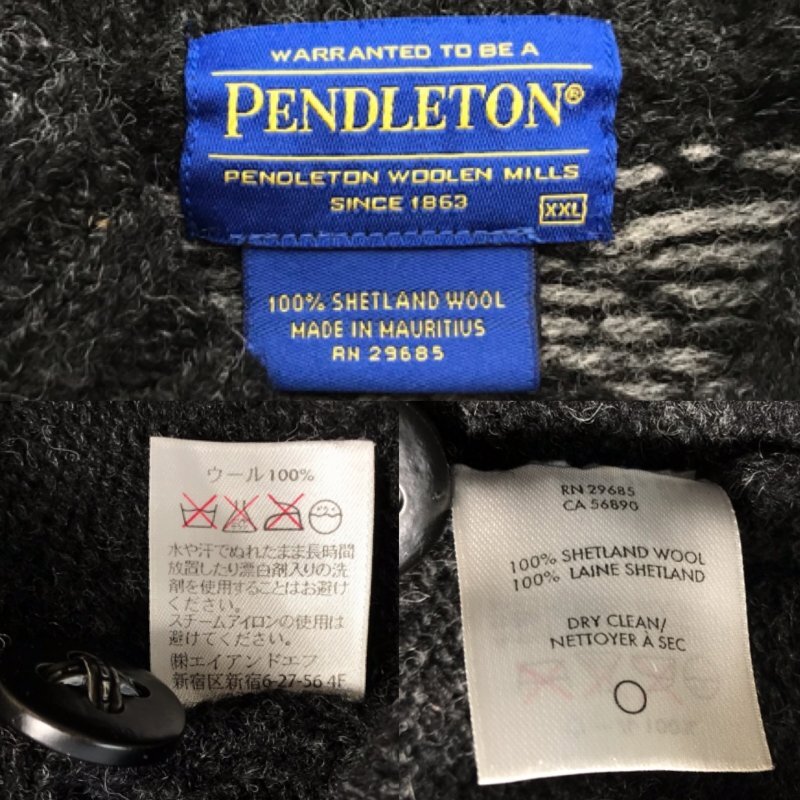 WARRANTED TO BE A
PENDLETON®
PENDLETON WOOLEN MILLS
SINCE 1863
XXL
100% SHETLAND WOOL
MADE IN MAURITIUS
RN 29685
ウール100%
水や汗でぬれたまま長時間
放置したり漂白剤入りの洗
剤を使用することはお避け
ください。
スチームアイロンの使用は
避けてください。
㈱エイアンドエフ
新宿区新宿6-27-56 4F
RN 29685
CA 56890
100% SHETLAND WOOL
100% LAINE SHETLAND
DRY CLEAN/
NETTOYER À SEC